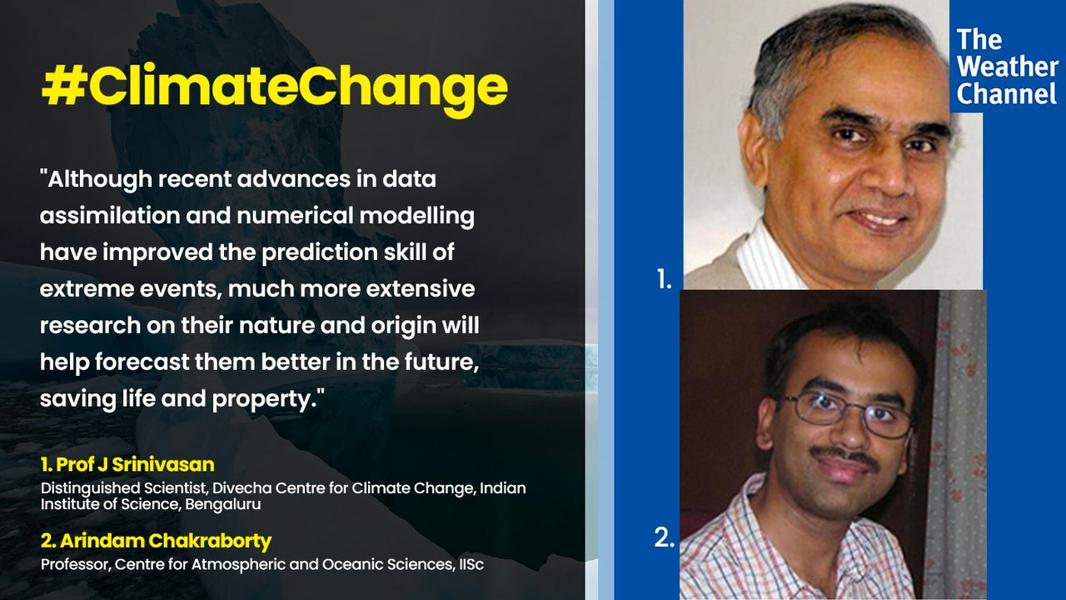 #ClimateChange
"Although recent advances in data
assimilation and numerical modelling
have improved the prediction skill of
extreme events, much more extensive
research on their nature and origin will
help forecast them better in the future,
saving life and property."
1. Prof J Srinivasan
Distinguished Scientist, Divecha Centre for Climate Change, Indian
Institute of Science, Bengaluru
2. Arindam Chakraborty
Professor, Centre for Atmospheric and Oceanic Sciences, IISc
The
Weather
Channel
1.
2.